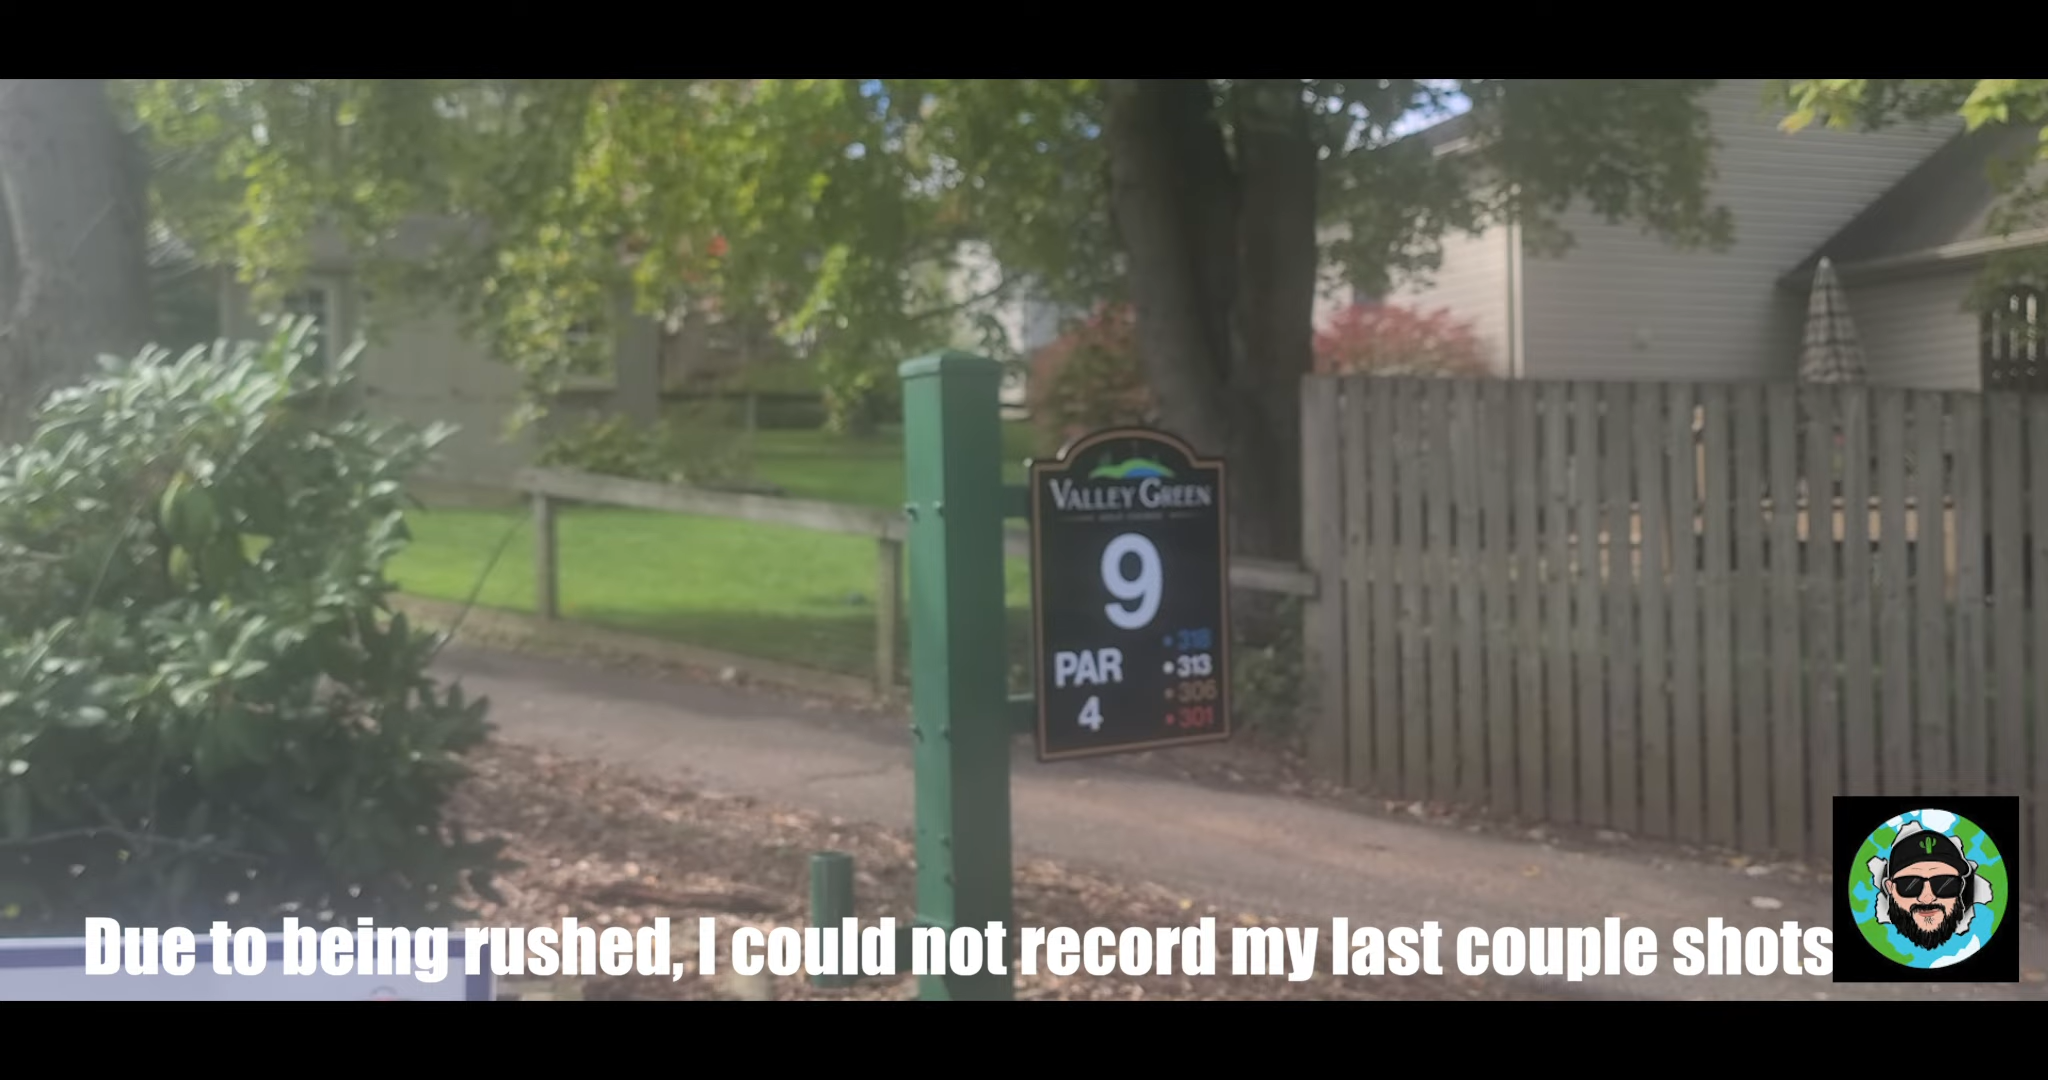 VALLEY GREEN
9
PAR
4
• 318
• 313
• 306
• 301
Due to being rushed, I could not record my last couple shots